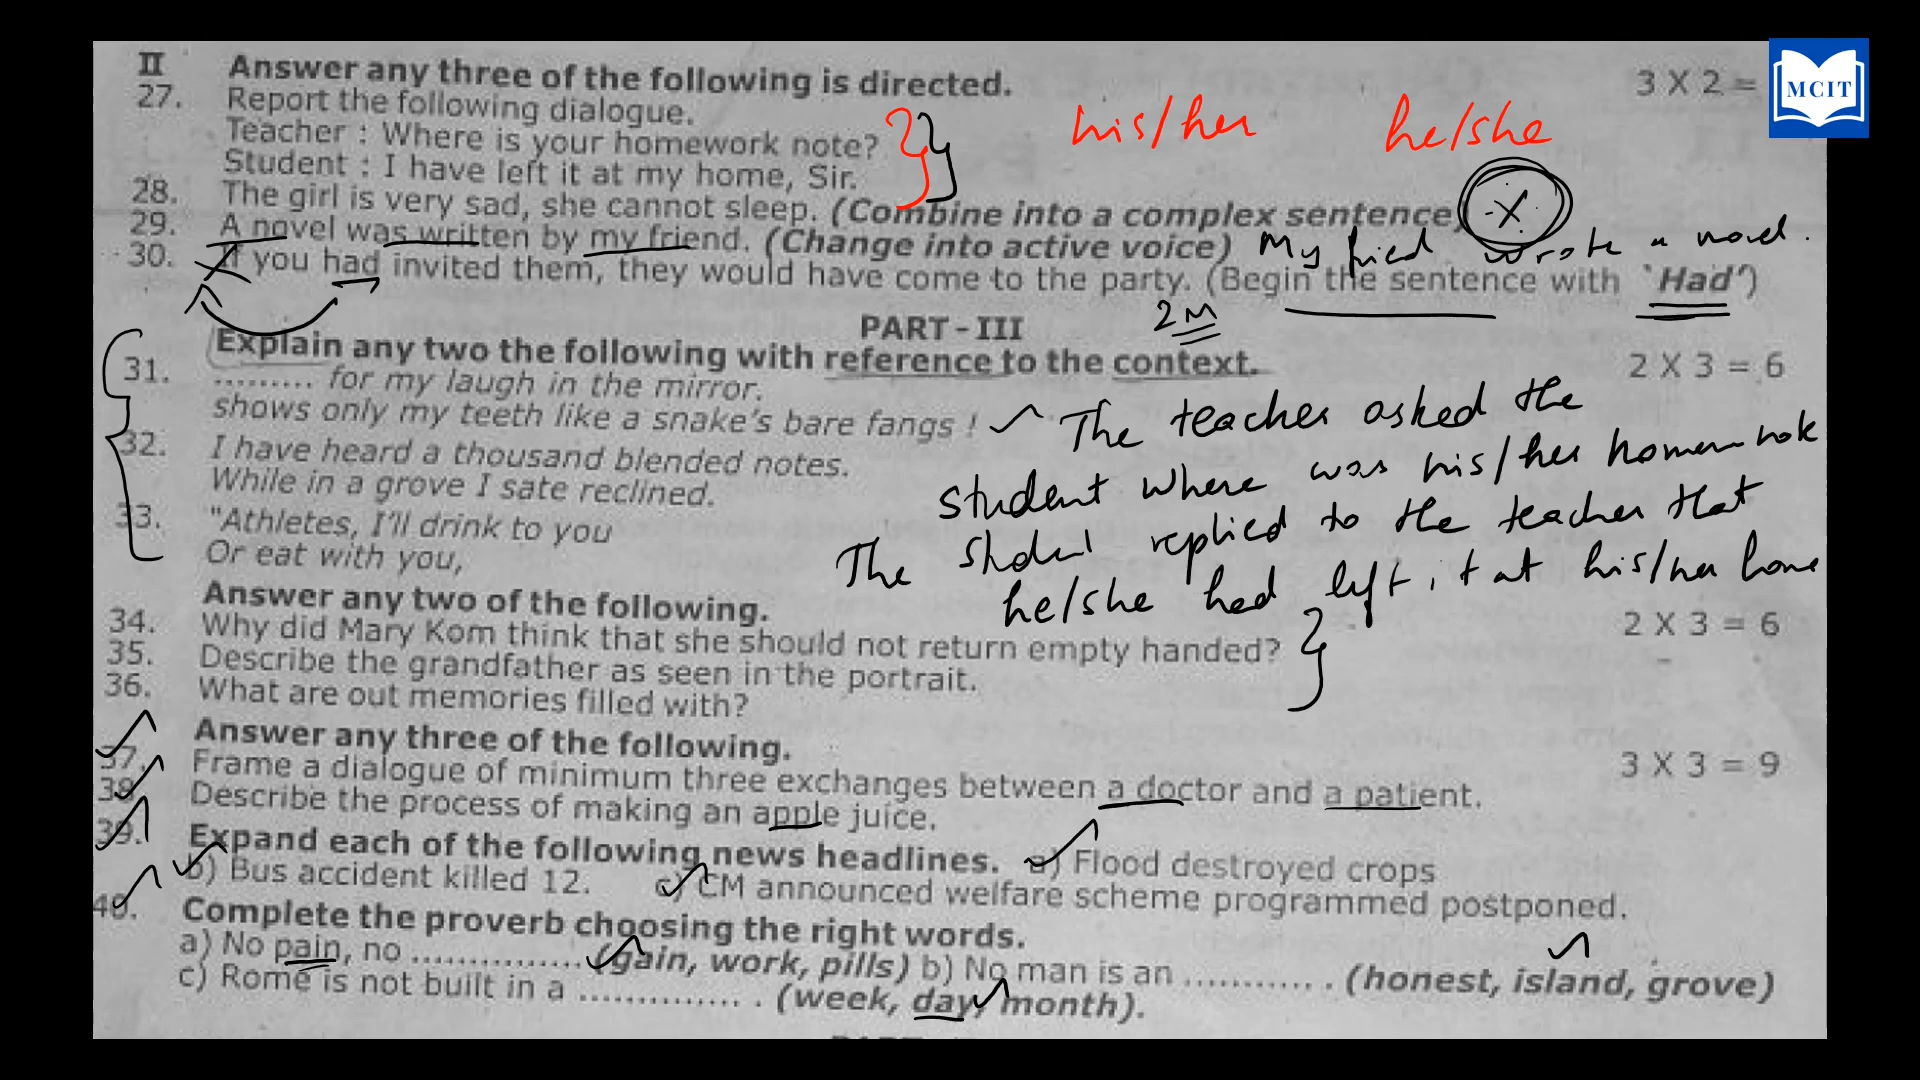 II Answer any three of the following is directed. 3 X 2 =
MCIT
27. Report the following dialogue.
Teacher : Where is your homework note?
Student : I have left it at my home, Sir.
his/her he/she
28. The girl is very sad, she cannot sleep. (Combine into a complex sentence)
29. A novel was written by my friend. (Change into active voice) My fried wrote a novel.
30. If you had invited them, they would have come to the party. (Begin the sentence with `Had')
PART - III 2M
Explain any two the following with reference to the context. 2 X 3 = 6
31. ......... for my laugh in the mirror.
shows only my teeth like a snake's bare fangs !
32. I have heard a thousand blended notes.
While in a grove I sate reclined.
33. "Athletes, I'll drink to you
Or eat with you,
The teacher asked the
student where was his/her
The replied to the teacher that
he/she had left it at his/her home
Answer any two of the following. 2 X 3 = 6
34. Why did Mary Kom think that she should not return empty handed?
35. Describe the grandfather as seen in the portrait.
36. What are out memories filled with?
Answer any three of the following. 3 X 3 = 9
37. Frame a dialogue of minimum three exchanges between a doctor and a patient.
38. Describe the process of making an apple juice.
39. Expand each of the following news headlines. a) Flood destroyed crops
b) Bus accident killed 12. c) CM announced welfare scheme programmed postponed.
40. Complete the proverb choosing the right words.
a) No pain, no ............... (gain, work, pills) b) No man is an ........... . (honest, island, grove)
c) Rome is not built in a .............. . (week, day, month).